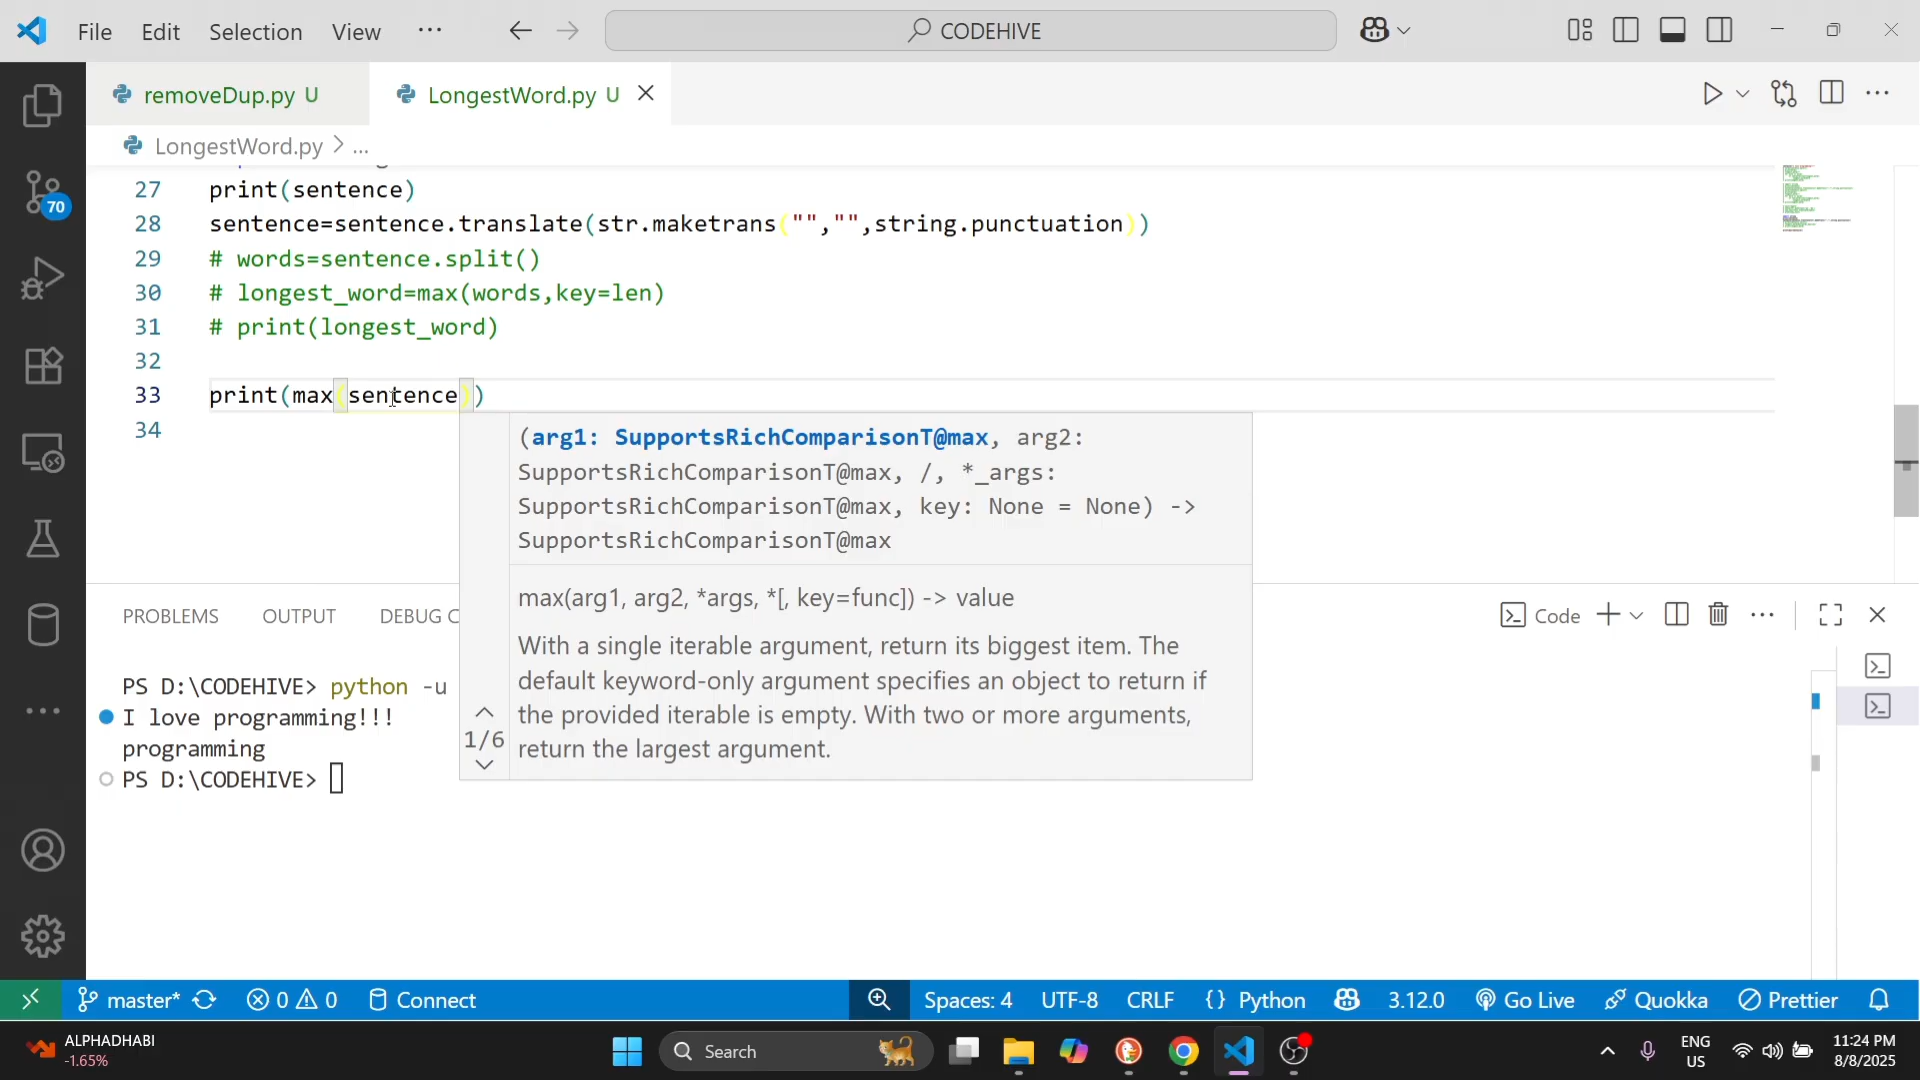 File Edit Selection View ... CODEHIVE
removeDup.py U LongestWord.py U
LongestWord.py > ...
27 print(sentence)
28 sentence=sentence.translate(str.maketrans("","",string.punctuation))
29 # words=sentence.split()
30 # longest_word=max(words,key=len)
31 # print(longest_word)
32
33 print(max(sentence))
34
(arg1: SupportsRichComparisonT@max, arg2:
SupportsRichComparisonT@max, /, *_args:
SupportsRichComparisonT@max, key: None = None) ->
SupportsRichComparisonT@max
max(arg1, arg2, *args, *[, key=func]) -> value
With a single iterable argument, return its biggest item. The
default keyword-only argument specifies an object to return if
the provided iterable is empty. With two or more arguments,
return the largest argument.
1/6
PROBLEMS OUTPUT DEBUG C Code
PS D:\CODEHIVE> python -u
I love programming!!!
programming
PS D:\CODEHIVE>
70
master* 0 0 Connect Spaces: 4 UTF-8 CRLF {} Python 3.12.0 Go Live Quokka Prettier
ALPHADHABI
-1.65%
Search
ENG
US
11:24 PM
8/8/2025